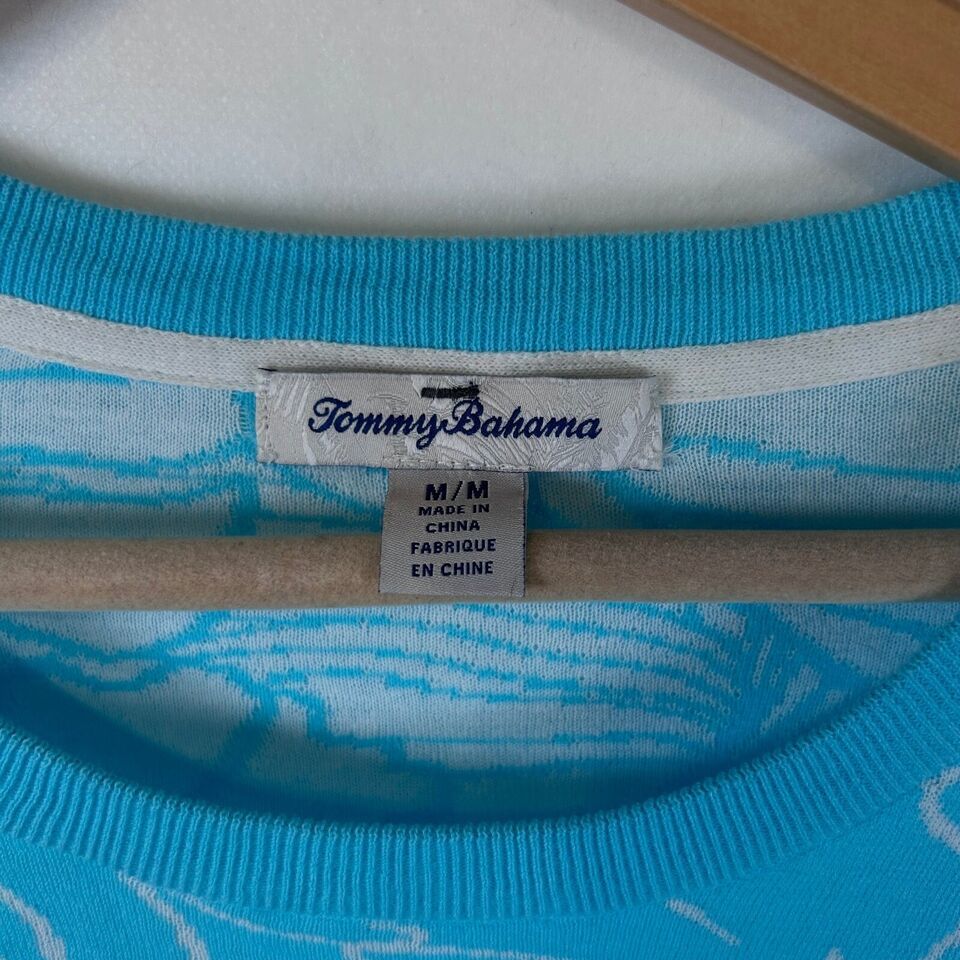 Tommy Bahama
M/M
MADE IN
CHINA
FABRIQUE
EN CHINE